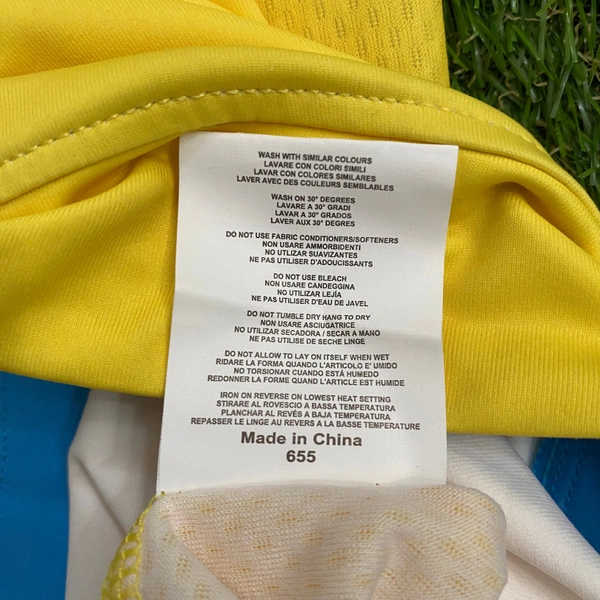 WASH WITH SIMILAR COLOURS
LAVARE CON COLORI SIMILI
LAVAR CON COLORES SIMILARES
LAVER AVEC DES COULEURS SEMBLABLES
WASH ON 30° DEGREES
LAVARE A 30° GRADI
LAVAR A 30° GRADOS
LAVER AUX 30° DEGRES
DO NOT USE FABRIC CONDITIONERS/SOFTENERS
NON USARE AMMORBIDENTI
NO UTLIZAR SUAVIZANTES
NE PAS UTILISER D'ADOUCISSANTS
DO NOT USE BLEACH
NON USARE CANDEGGINA
NO UTLIZAR LEJÍA
NE PAS UTILISER D'EAU DE JAVEL
DO NOT TUMBLE DRY HANG TO DRY
NON USARE ASCIUGATRICE
NO UTLIZAR SECADORA / SECAR A MANO
NE PAS UTILISE DE SECHE LINGE
DO NOT ALLOW TO LAY ON ITSELF WHEN WET
RIDARE LA FORMA QUANDO L'ARTICOLO E' UMIDO
NO TORSIONAR CUANDO ESTÁ HUMEDO
REDONNER LA FORME QUAND L'ARTICLE EST HUMIDE
IRON ON REVERSE ON LOWEST HEAT SETTING
STIRARE AL ROVESCIO A BASSA TEMPERATURA
PLANCHAR AL REVÉS A BAJA TEMPERATURA
REPASSER LE LINGE AU REVERS A LA BASSE TEMPERATURE
Made in China
655